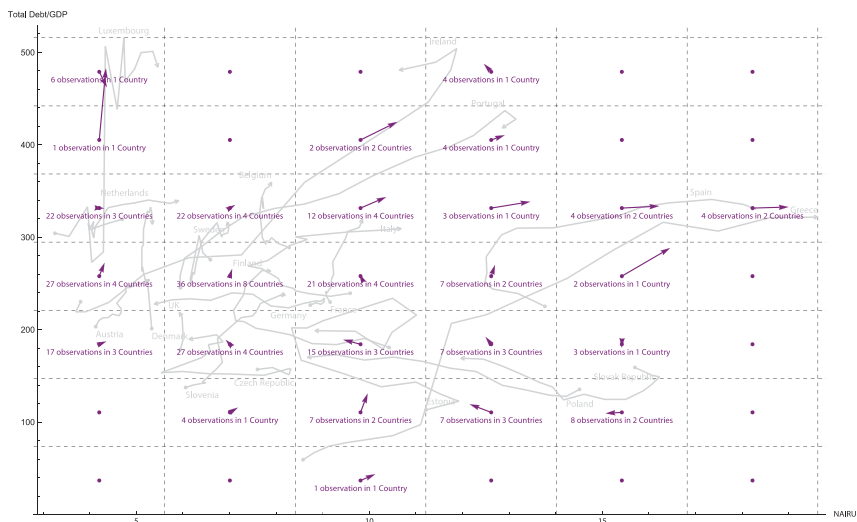 Total Debt/GDP
Luxembourg
Ireland
500
6 observations in 1 Country
4 observations in 1 Country
Portugal
400
1 observation in 1 Country
2 observations in 2 Countries
4 observations in 1 Country
Belgium
Netherlands
Spain
300
22 observations in 3 Countries
22 observations in 4 Countries
12 observations in 4 Countries
3 observations in 1 Country
4 observations in 2 Countries
4 observations in 2 Countries
Greece
Sweden
Italy
Finland
27 observations in 4 Countries
36 observations in 8 Countries
21 observations in 4 Countries
7 observations in 2 Countries
2 observations in 1 Country
UK
France
200
Germany
Austria
Denmark
17 observations in 3 Countries
27 observations in 4 Countries
15 observations in 3 Countries
7 observations in 3 Countries
3 observations in 1 Country
Czech Republic
Slovak Republic
Slovenia
Estonia
Poland
100
4 observations in 1 Country
7 observations in 2 Countries
7 observations in 3 Countries
8 observations in 2 Countries
1 observation in 1 Country
0
5
10
15
NAIRU